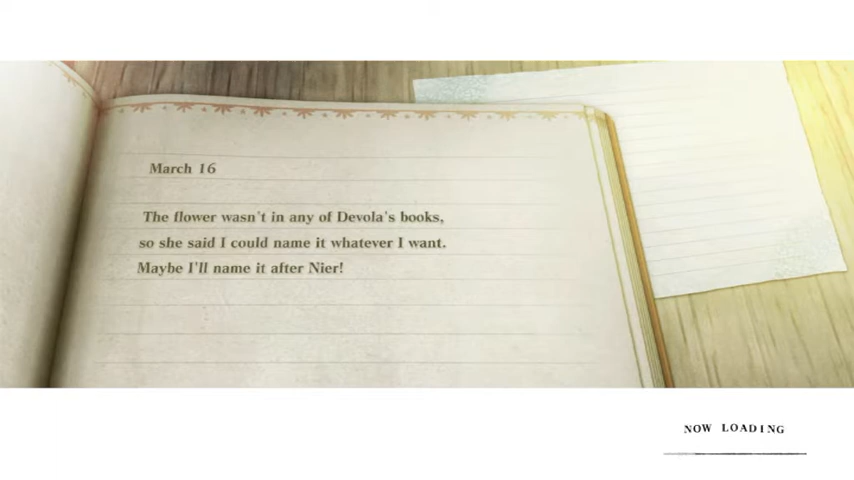 March 16
The flower wasn't in any of Devola's books,
so she said I could name it whatever I want.
Maybe I'll name it after Nier!
NOW LOADING